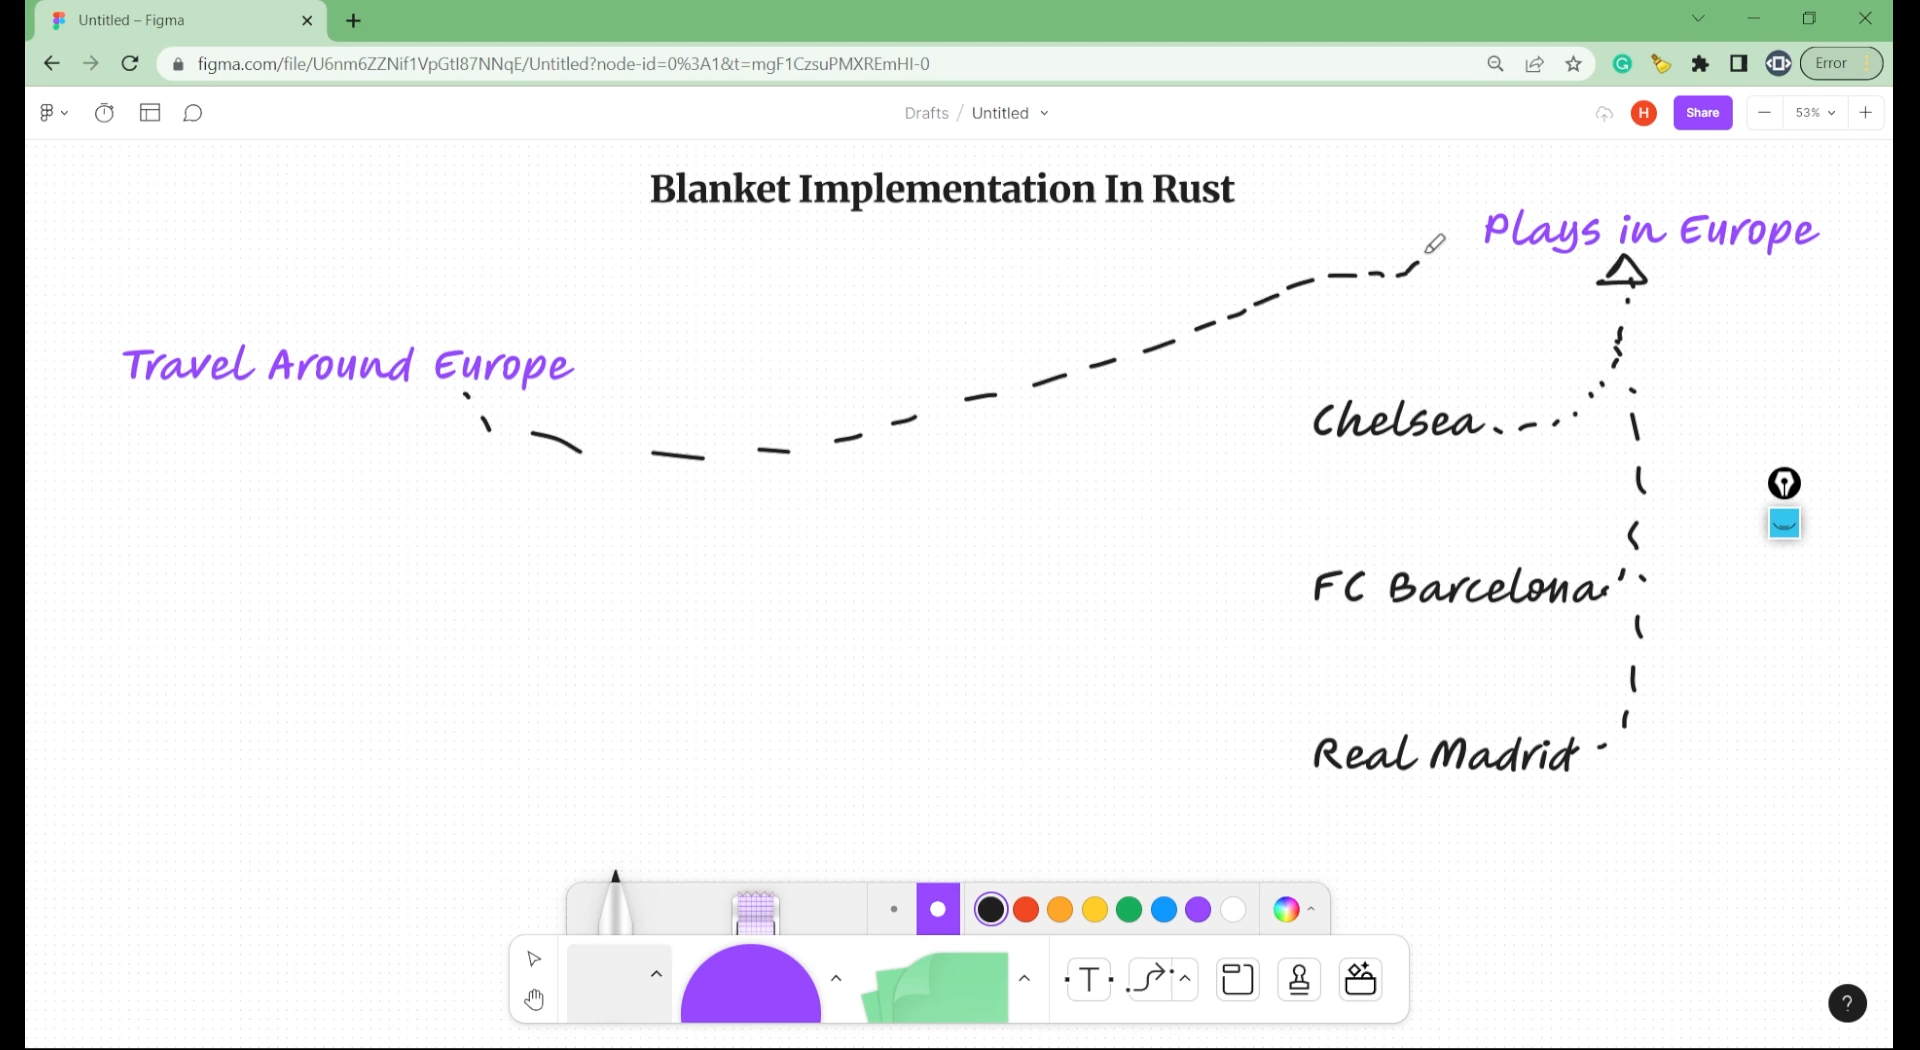 Untitled – Figma
figma.com/file/U6nm6ZZNif1VpGtI87NNqE/Untitled?node-id=0%3A1&t=mgF1CzsuPMXREmHI-0
Error
Drafts / Untitled
H
Share
53%
Blanket Implementation In Rust
Plays in Europe
Travel Around Europe
Chelsea
FC Barcelona
Real Madrid
T
?